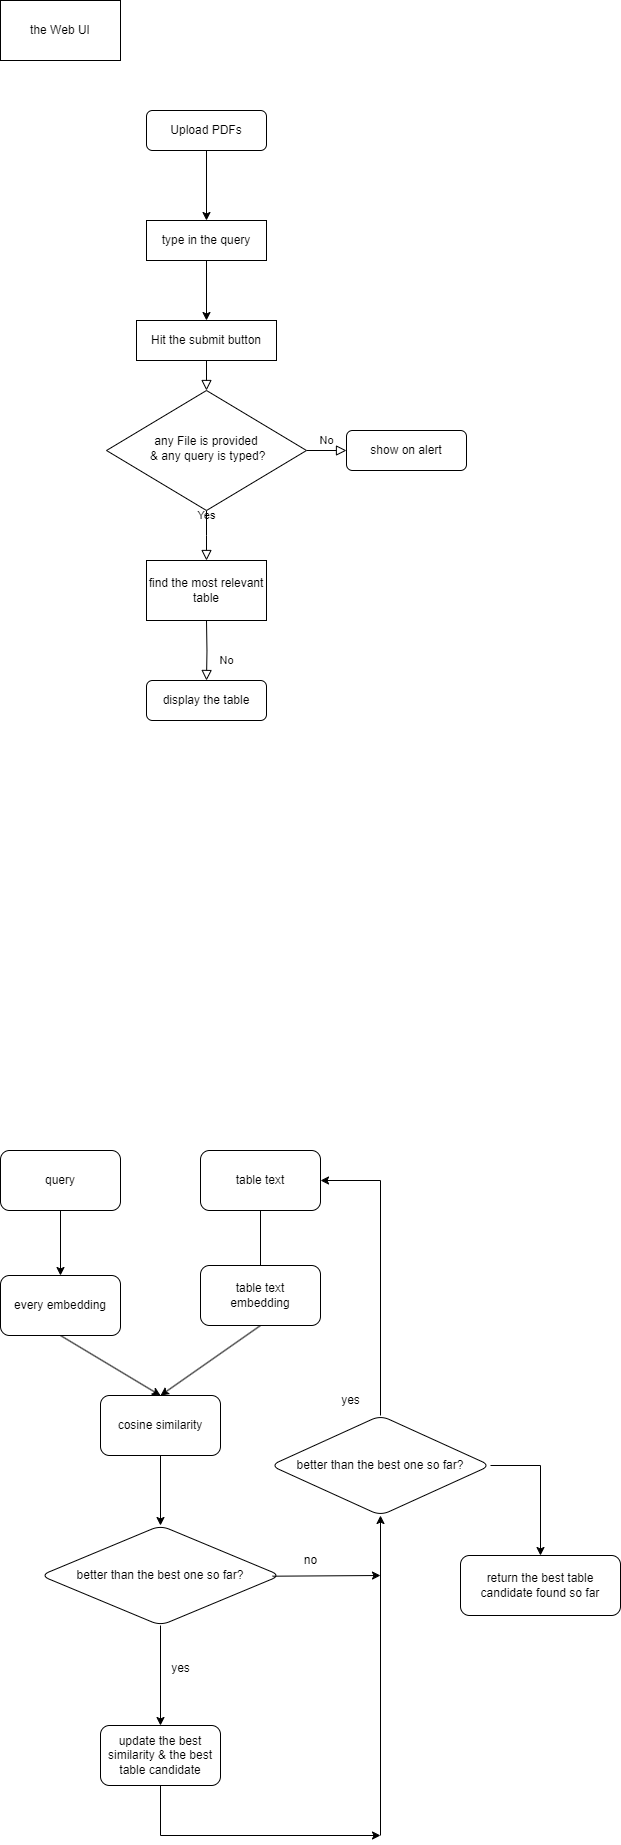 the Web UI
Upload PDFs
type in the query
Hit the submit button
any File is provided
& any query is typed?
No
show on alert
Yes
find the most relevant
table
No
display the table
query
table text
every embedding
table text
embedding
cosine similarity
yes
better than the best one so far?
better than the best one so far?
no
return the best table
candidate found so far
yes
update the best
similarity & the best
table candidate